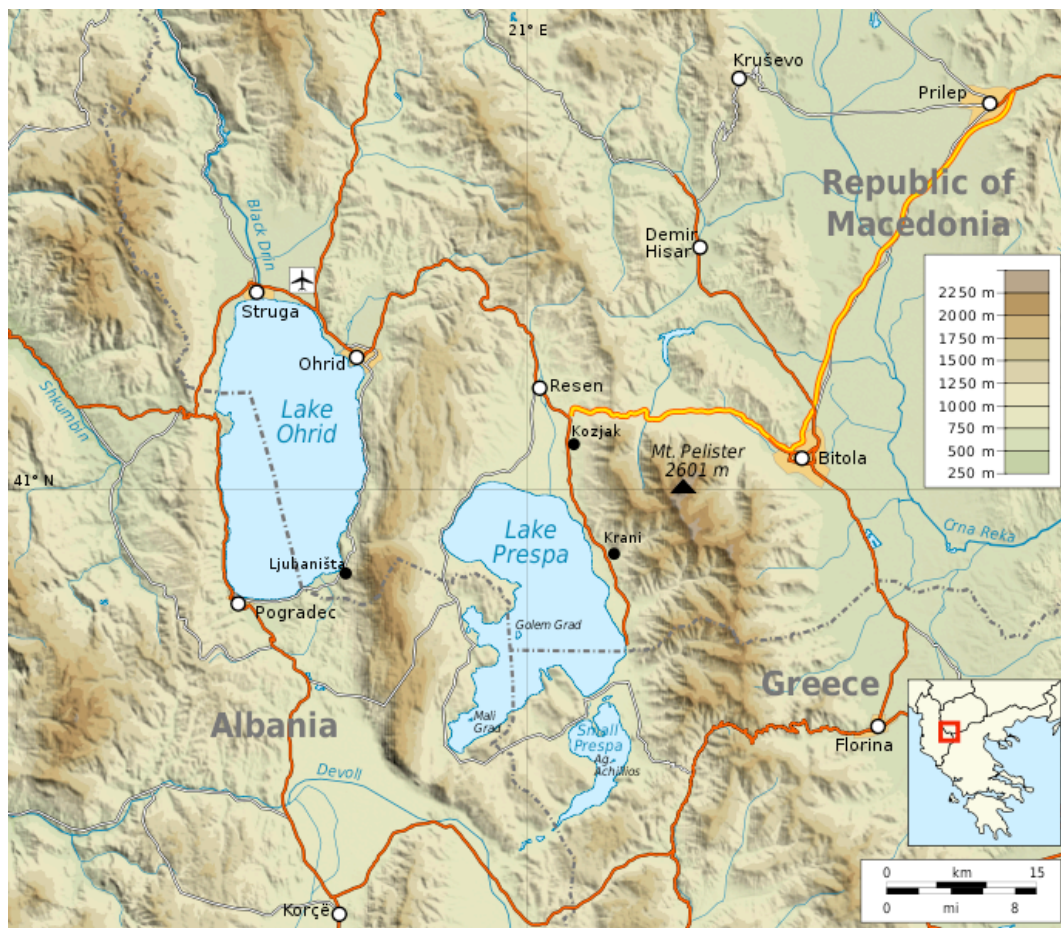 21° E
Kruševo
Prilep
Republic of
Macedonia
Black Drin
Demir
Hisar
2250 m
2000 m
1750 m
1500 m
1250 m
1000 m
750 m
500 m
250 m
Struga
Ohrid
Resen
Shkumbin
Lake
Ohrid
Kozjak
Mt. Pelister
2601 m
Bitola
41° N
Lake
Prespa
Krani
Crna Reka
Ljubaništa
Pogradec
Golem Grad
Greece
Albania
Mali
Grad
Small
Prespa
Ag.
Achillios
Florina
Devoll
Korçë
0 km 15
0 mi 8